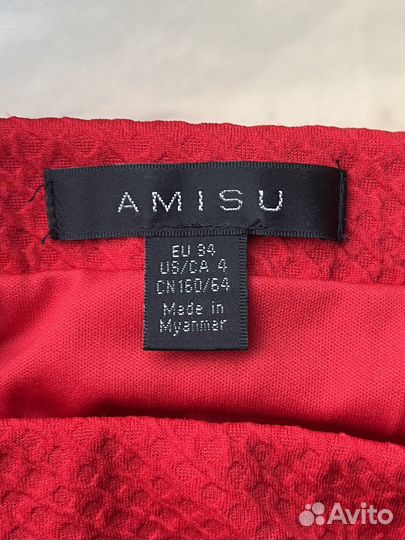 AMISU
EU 34
US/CA 4
CN160/64
Made in
Myanmar
Avito